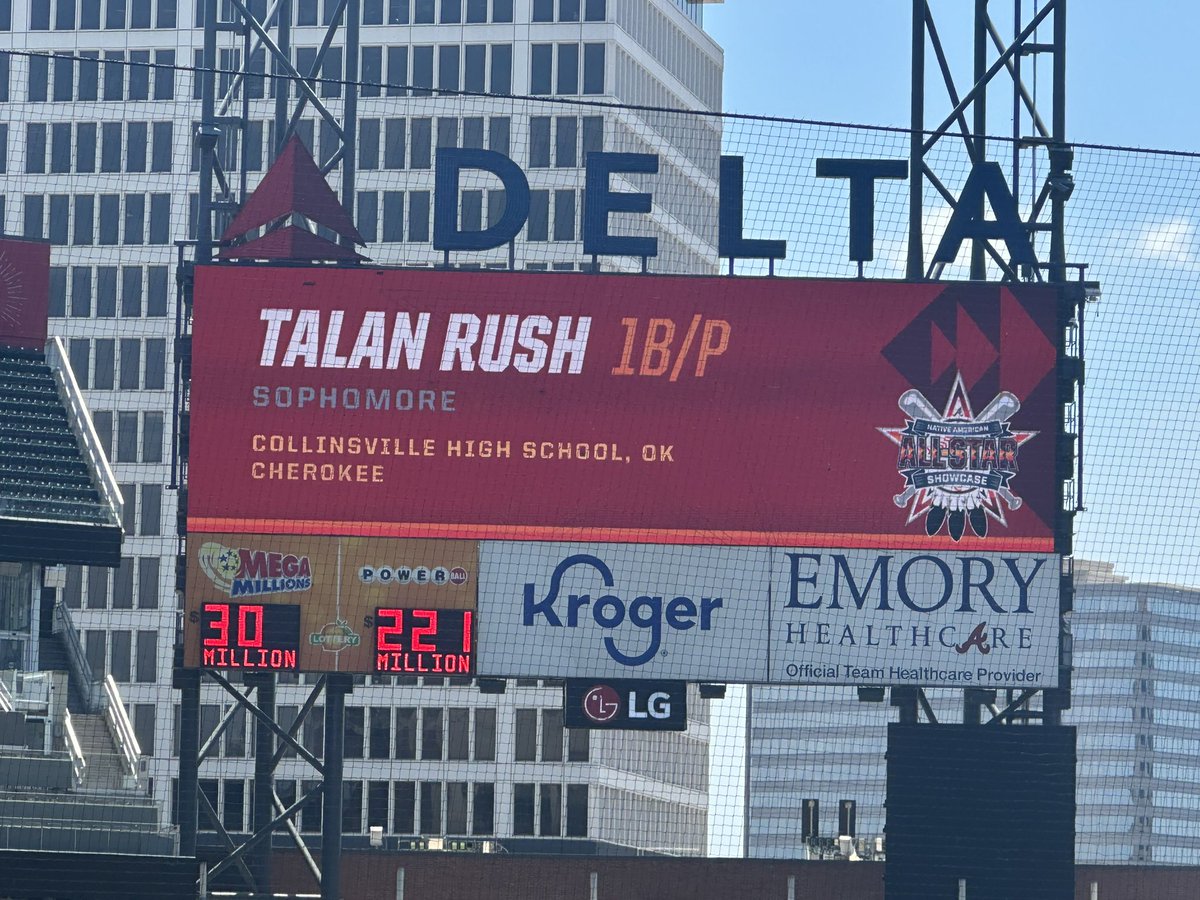 DELTA
TALAN RUSH 1B/P
SOPHOMORE
COLLINSVILLE HIGH SCHOOL, OK
CHEROKEE
NATIVE AMERICAN
ALL-STAR
SHOWCASE
MEGA
MILLIONS
POWERBALL
$30
MILLION
LOTTERY
$221
MILLION
Kroger
EMORY
HEALTHCARE
Official Team Healthcare Provider
LG